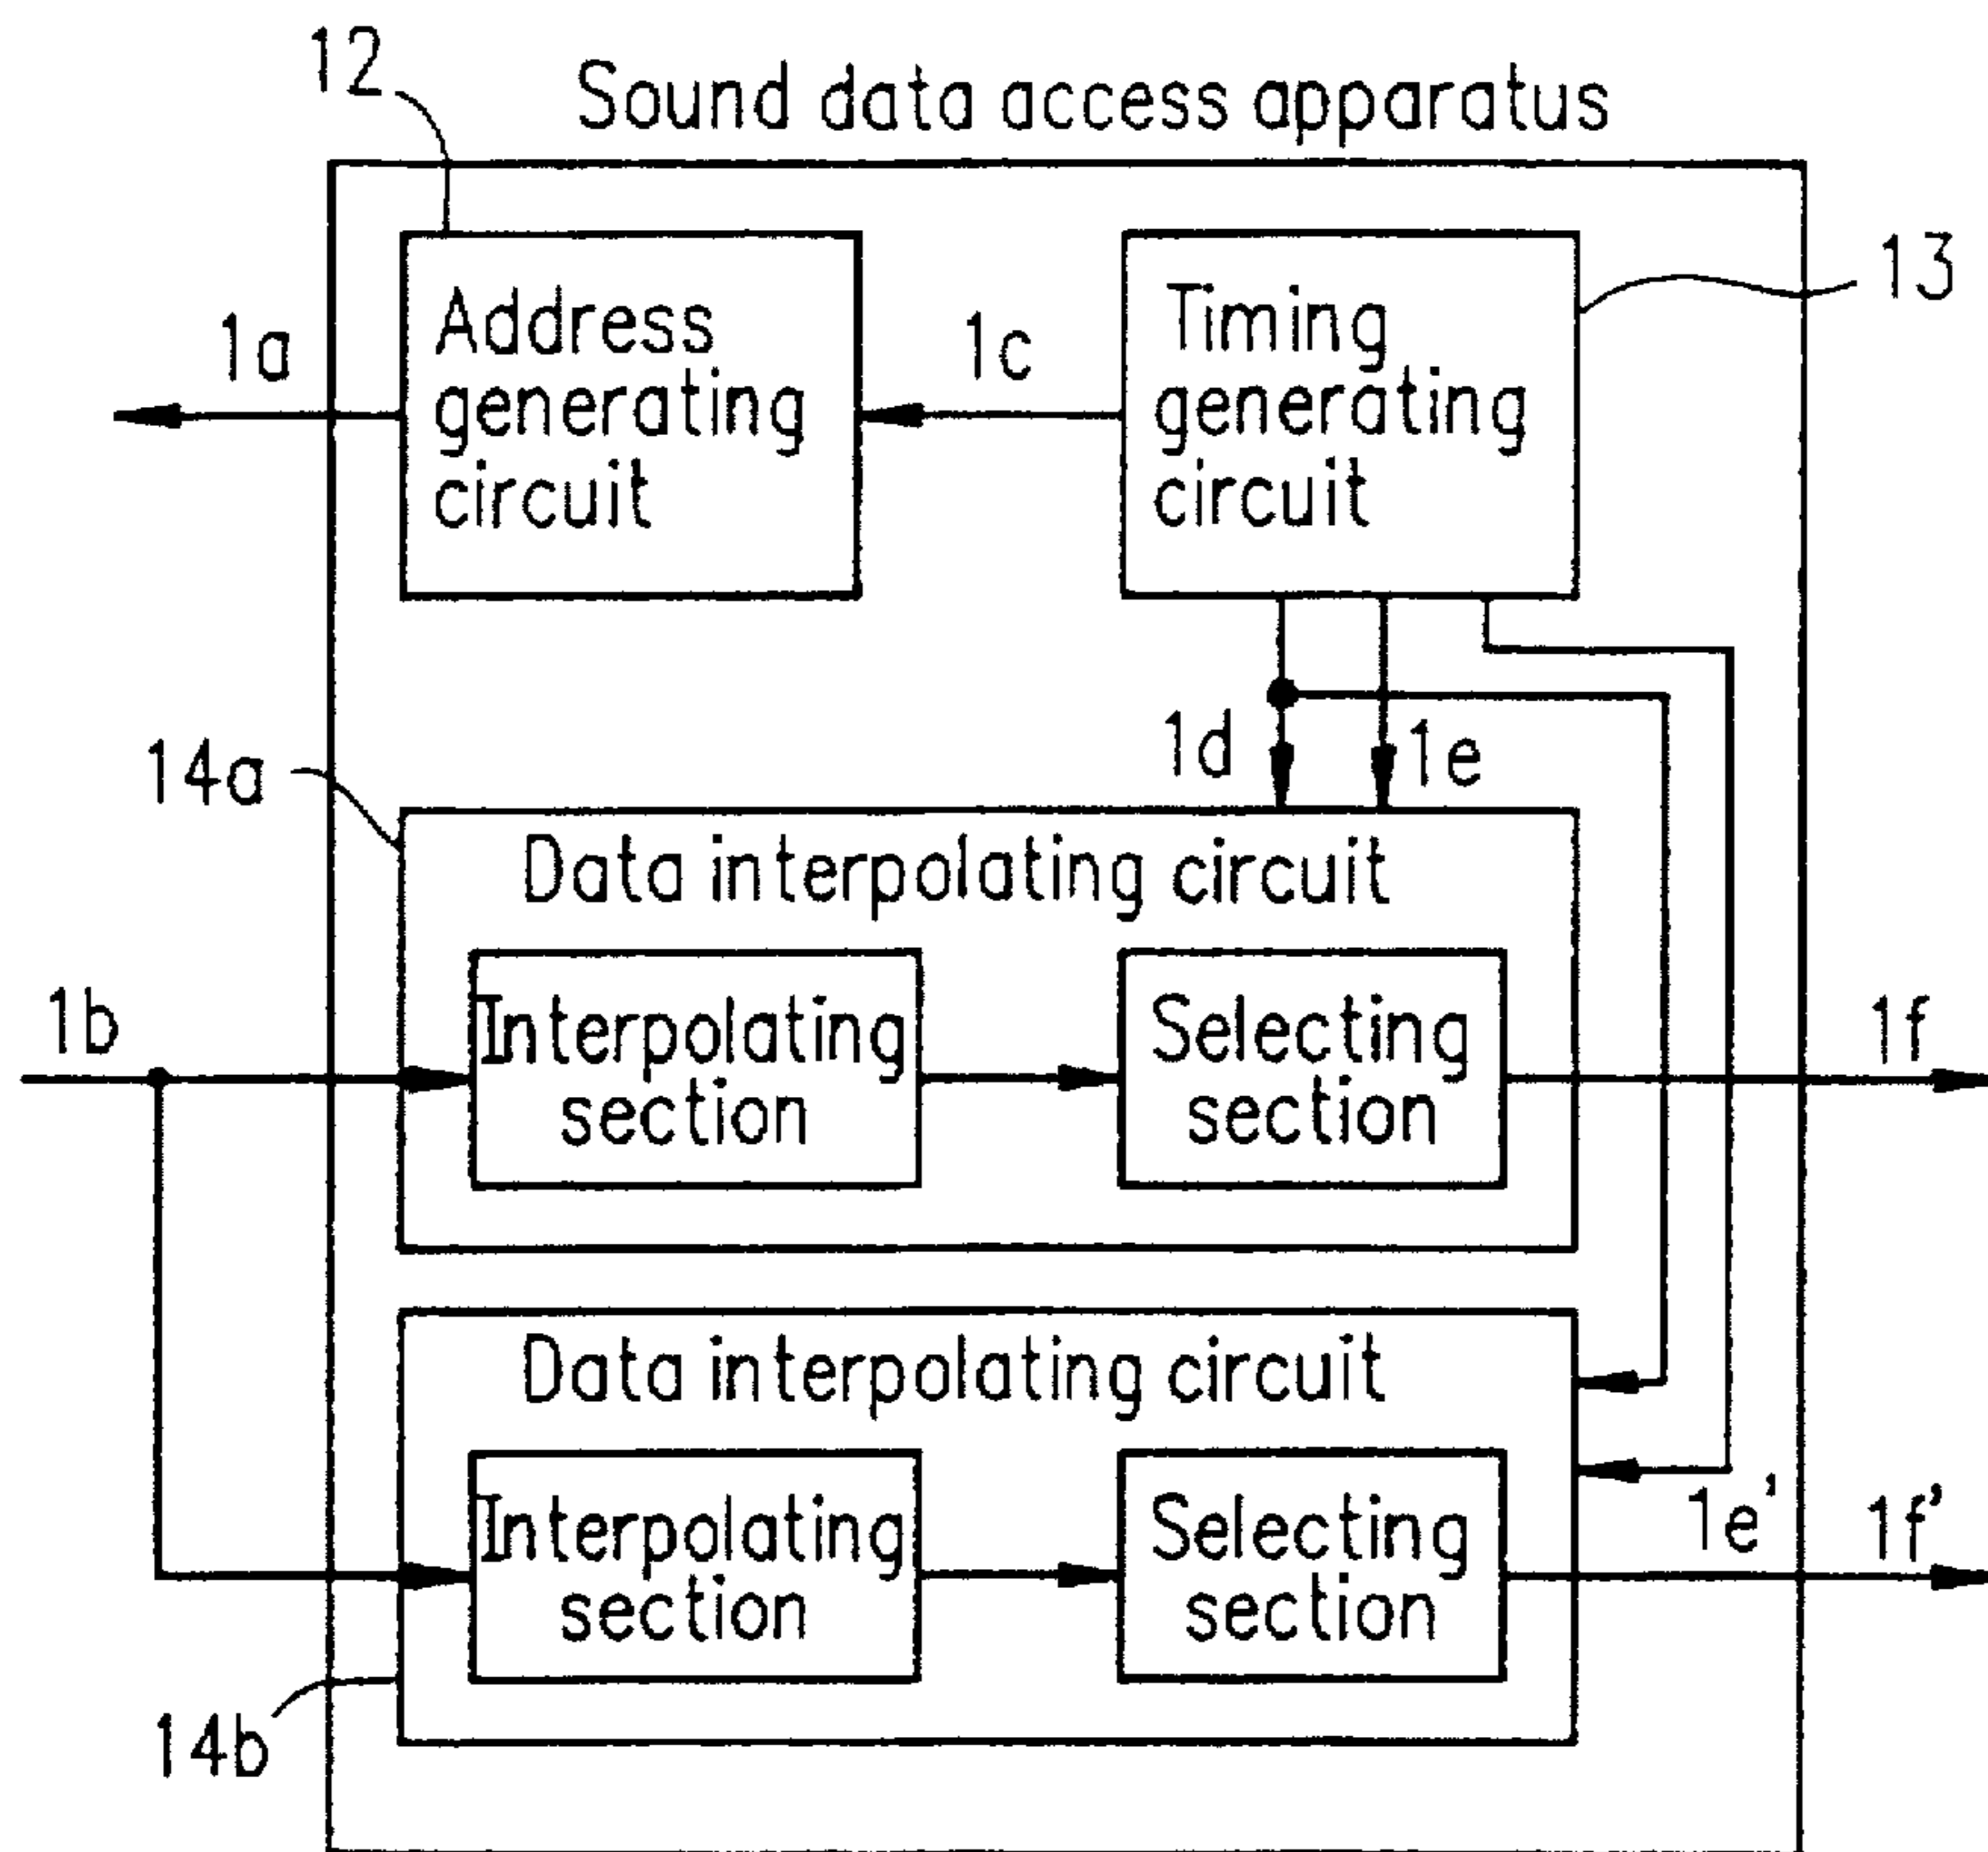 12
Sound data access apparatus
13
1a
Address
generating
circuit
1c
Timing
generating
circuit
1d
1e
14a
Data interpolating circuit
1b
Interpolating
section
Selecting
section
1f
Data interpolating circuit
Interpolating
section
Selecting
section
1e'
1f'
14b